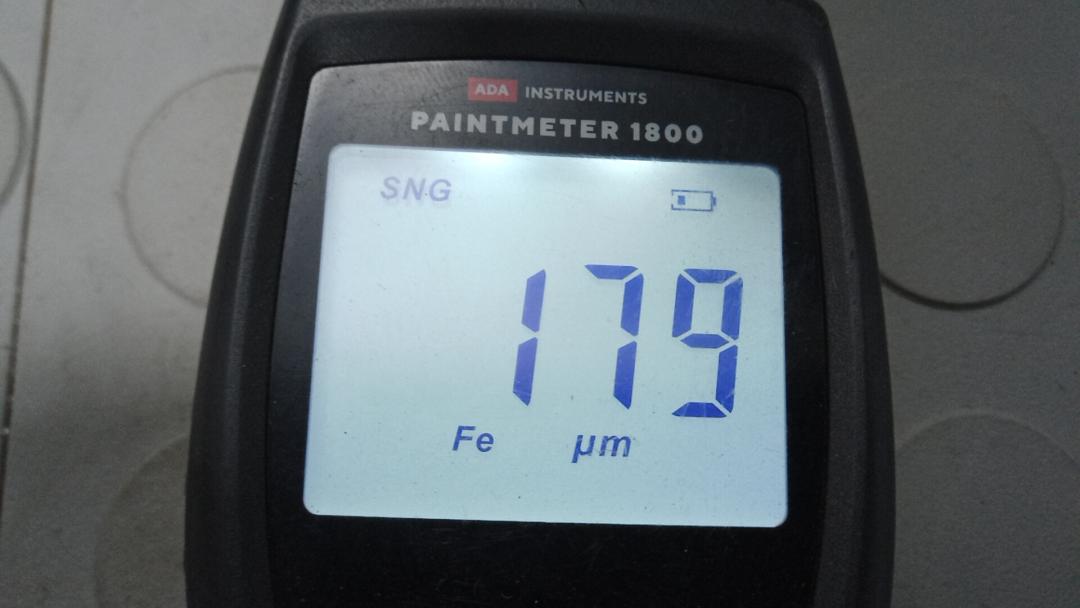 ADA INSTRUMENTS
PAINTMETER 1800
SNG
179
Fe µm